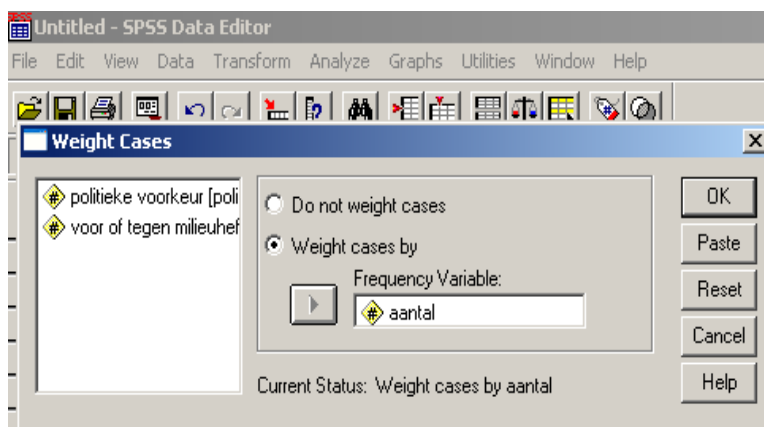 Untitled - SPSS Data Editor
File Edit View Data Transform Analyze Graphs Utilities Window Help
Weight Cases
politieke voorkeur [poli
voor of tegen milieuhef
Do not weight cases
Weight cases by
Frequency Variable:
aantal
Current Status: Weight cases by aantal
OK
Paste
Reset
Cancel
Help